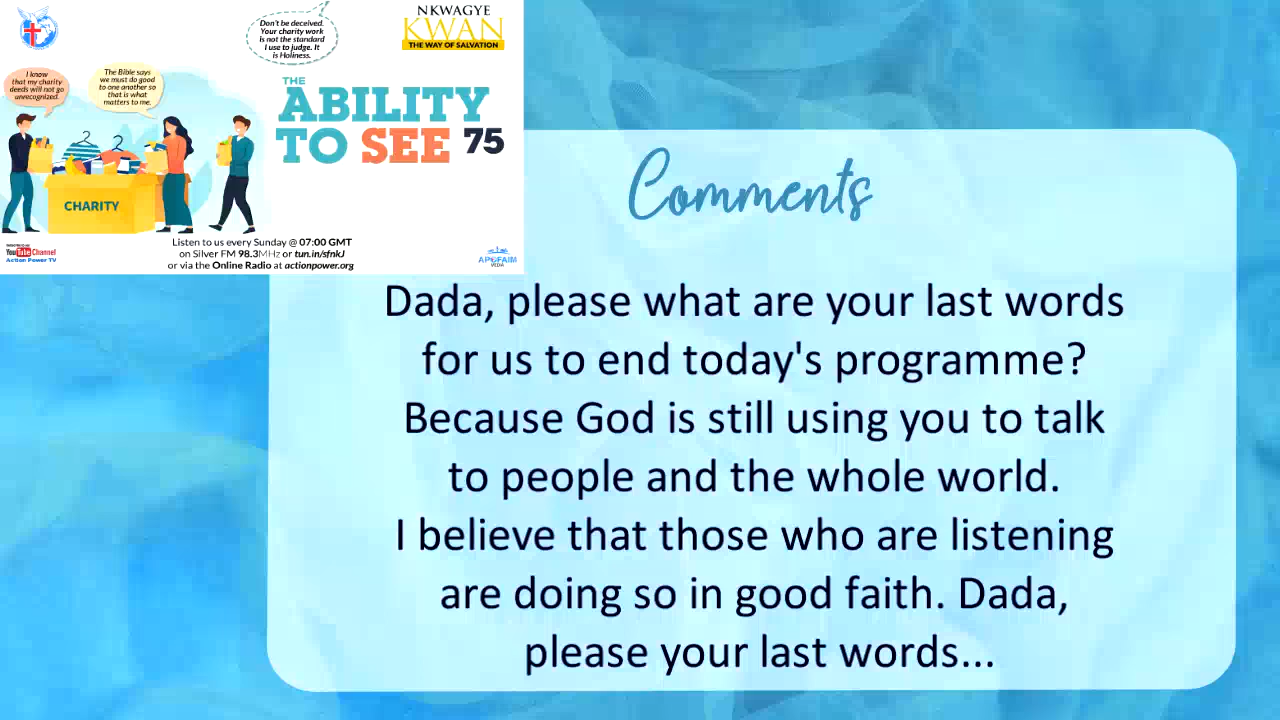 Don't be deceived.
Your charity work
is not the standard
I use to judge. It
is Holiness.
NKWAGYE
KWAN
THE WAY OF SALVATION
I know
that my charity
deeds will not go
unrecognized.
The Bible says
we must do good
to one another so
that is what
matters to me.
THE
ABILITY
TO SEE 75
CHARITY
Listen to us every Sunday @ 07:00 GMT
on Silver FM 98.3MHz or tun.in/sfnkJ
or via the Online Radio at actionpower.org
YouTube Channel
Action Power TV
APOFAIM
MEDIA
Comments
Dada, please what are your last words
for us to end today's programme?
Because God is still using you to talk
to people and the whole world.
I believe that those who are listening
are doing so in good faith. Dada,
please your last words...